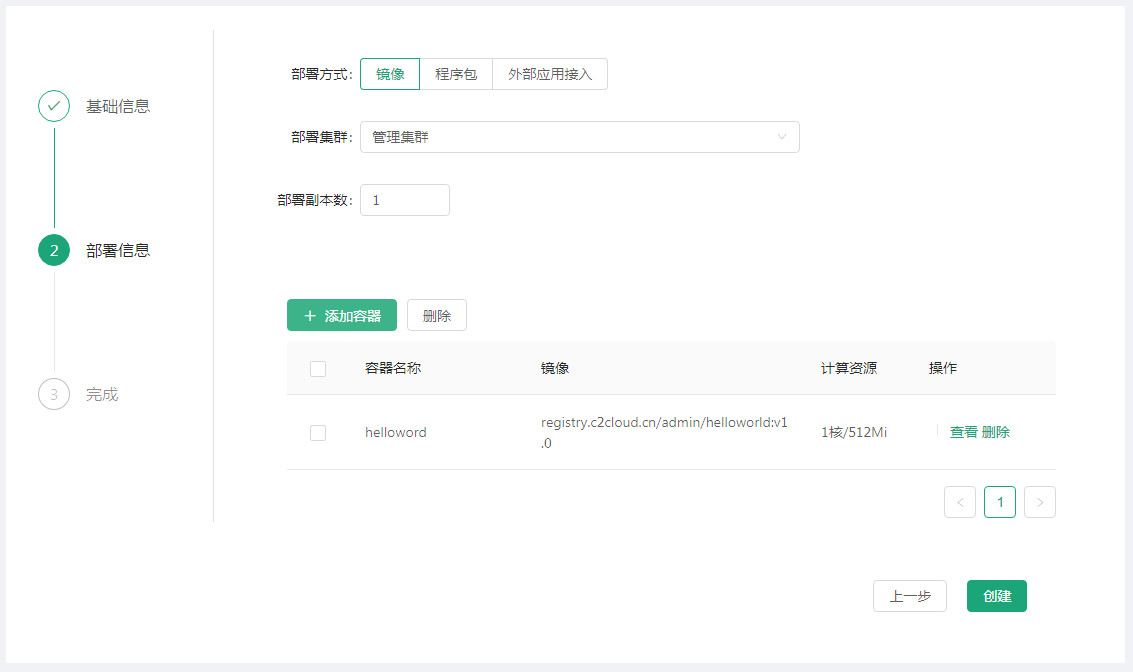 基础信息
2 部署信息
3 完成
部署方式: 镜像 程序包 外部应用接入
部署集群: 管理集群
部署副本数: 1
+ 添加容器 删除
容器名称 镜像 计算资源 操作
helloword registry.c2cloud.cn/admin/helloworld:v1 1核/512Mi 查看 删除
.0
< 1 >
上一步 创建